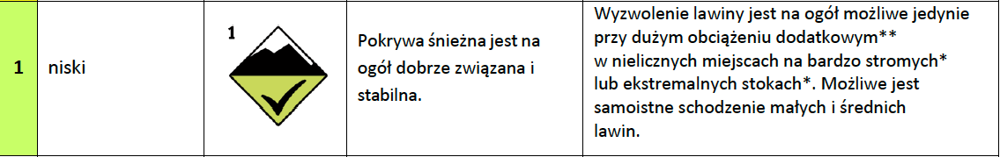 1
niski
1
Pokrywa śnieżna jest na
ogół dobrze związana i
stabilna.
Wyzwolenie lawiny jest na ogół możliwe jedynie
przy dużym obciążeniu dodatkowym**
w nielicznych miejscach na bardzo stromych*
lub ekstremalnych stokach*. Możliwe jest
samoistne schodzenie małych i średnich
lawin.